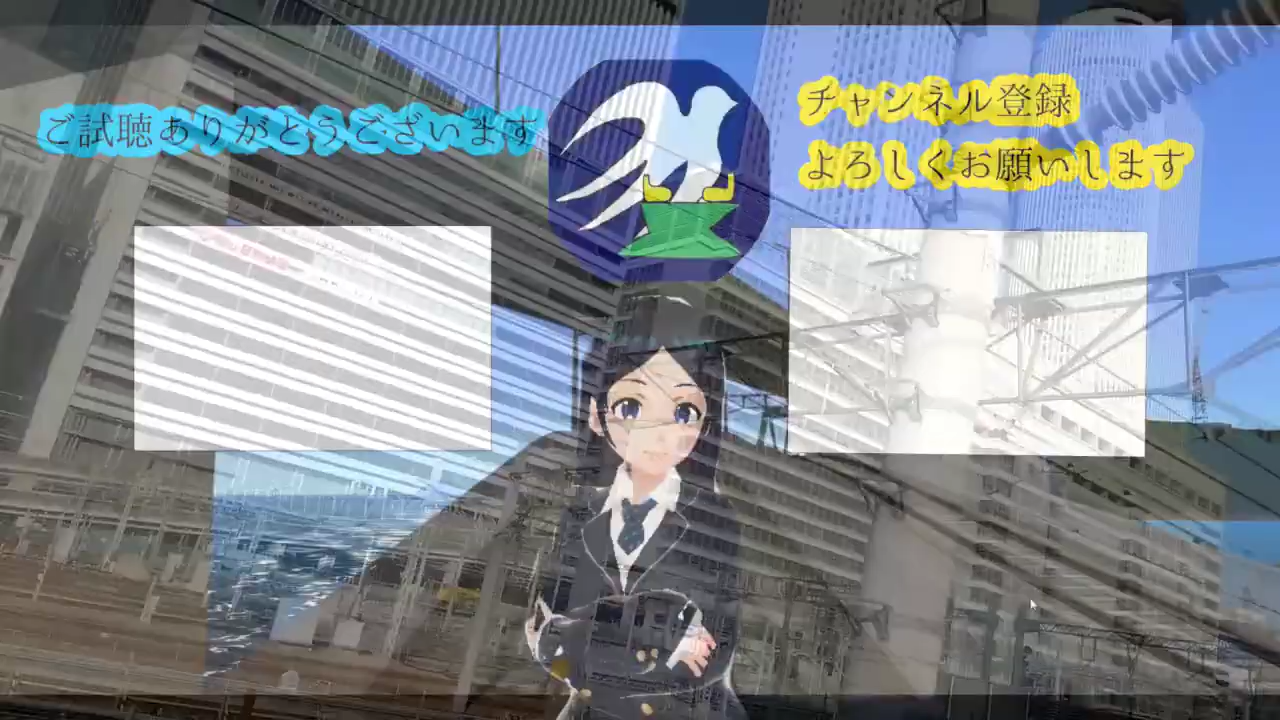 ご試聴ありがとうございます
チャンネル登録
よろしくお願いします